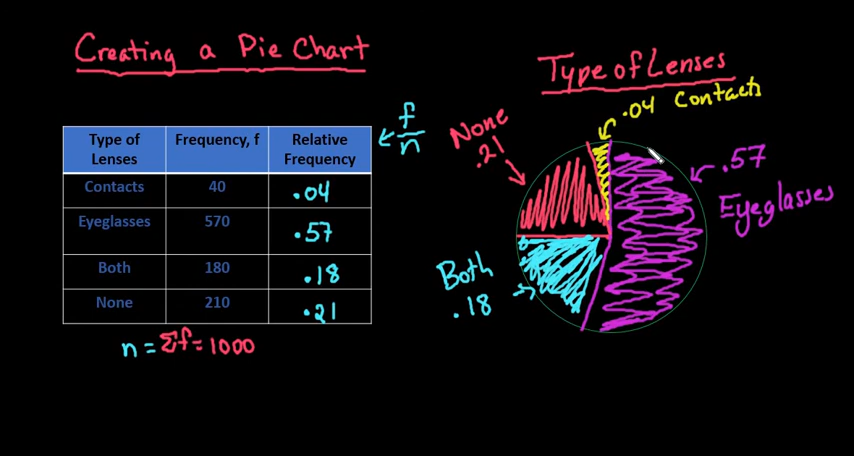 Creating a Pie Chart
Type of Lenses
.04 Contacts
f
n
None
.21
.57
Eyeglasses
Type of Lenses Frequency, f Relative Frequency
Contacts 40 .04
Eyeglasses 570 .57
Both 180 .18
None 210 .21
Both
.18
n = Σf = 1000